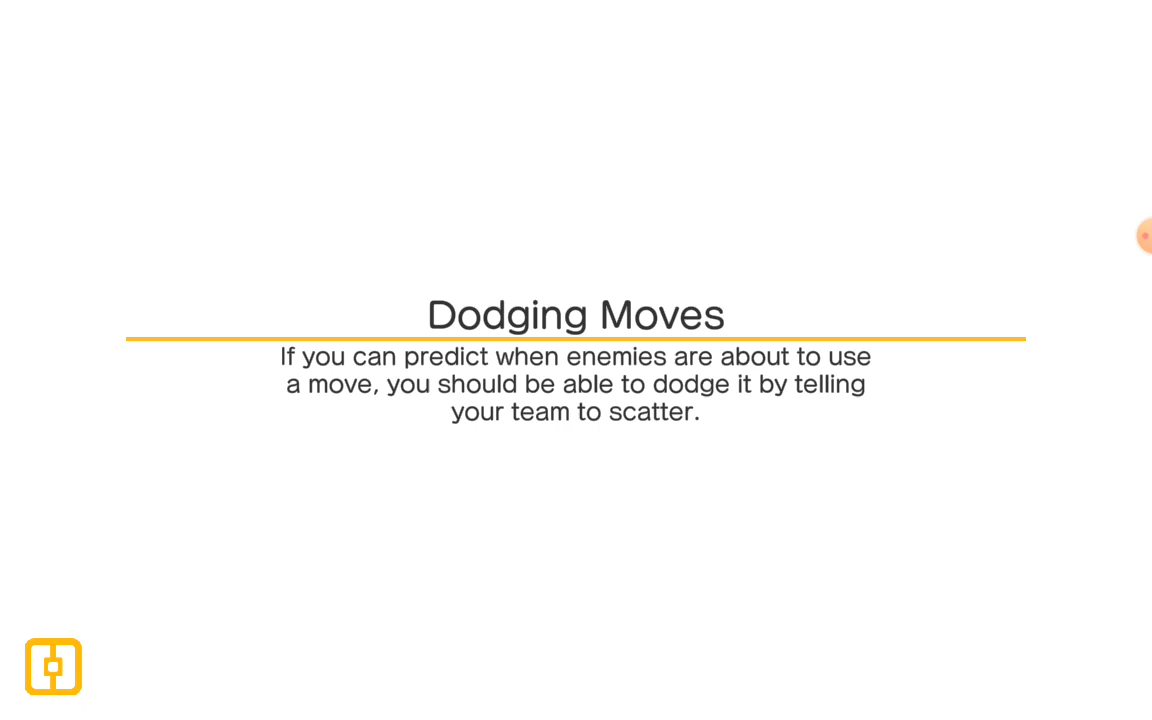 Dodging Moves
If you can predict when enemies are about to use
a move, you should be able to dodge it by telling
your team to scatter.